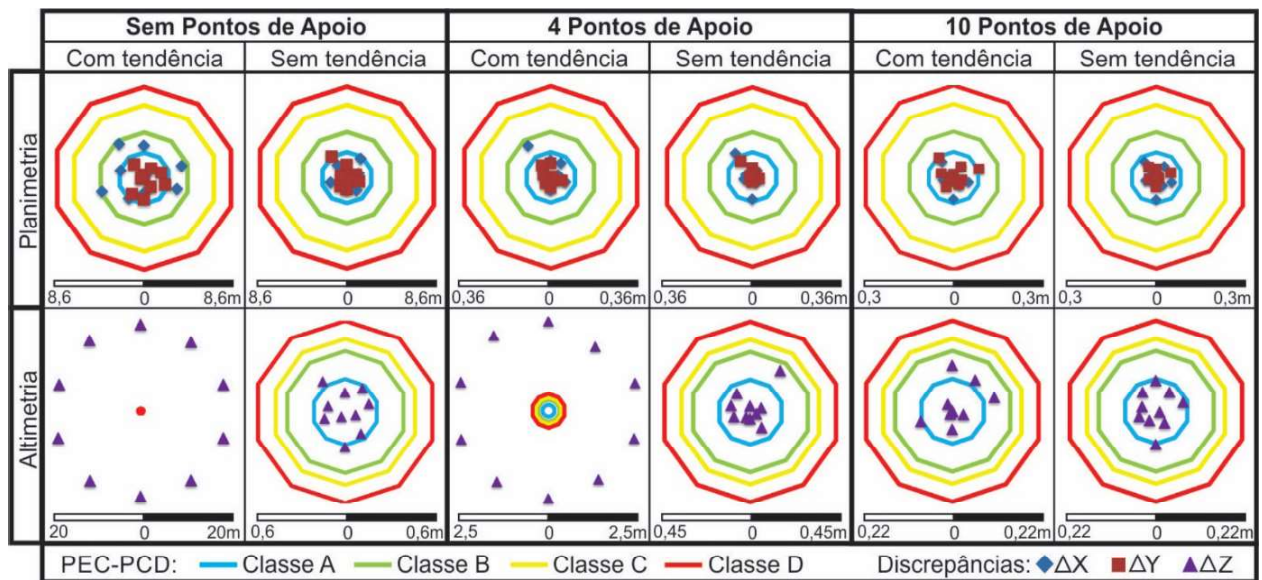 Sem Pontos de Apoio 4 Pontos de Apoio 10 Pontos de Apoio
Com tendência Sem tendência Com tendência Sem tendência Com tendência Sem tendência
Planimetria
8,6 0 8,6m 8,6 0 8,6m 0,36 0 0,36m 0,36 0 0,36m 0,3 0 0,3m 0,3 0 0,3m
Altimetria
20 0 20m 0,6 0 0,6m 2,5 0 2,5m 0,45 0 0,45m 0,22 0 0,22m 0,22 0 0,22m
PEC-PCD: Classe A Classe B Classe C Classe D Discrepâncias: ΔX ΔY ΔZ